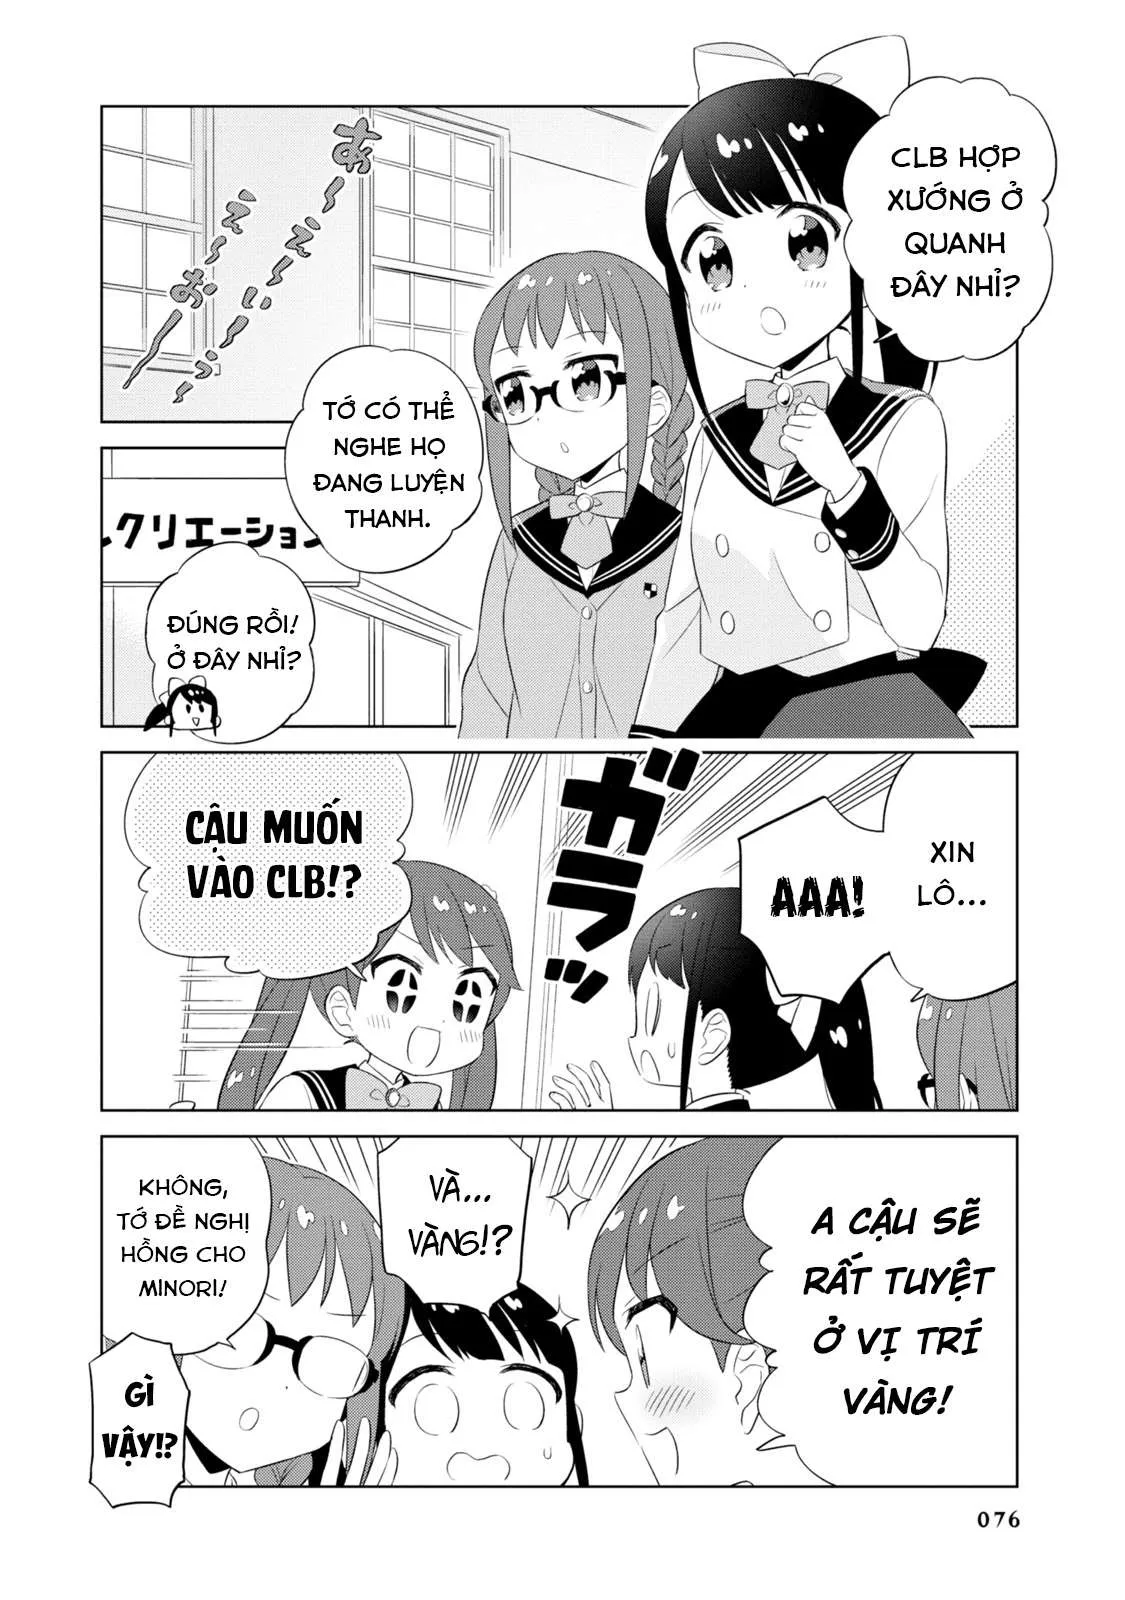 CLB HỢP
XƯỚNG Ở
QUANH
ĐÂY NHỈ?
あ〜
え〜い〜う〜
え〜お〜
TỚ CÓ THỂ
NGHE HỌ
ĐANG LUYỆN
THANH.
レクリエーション
ĐÚNG RỒI!
Ở ĐÂY NHỈ?
XIN
LÔ...
AAA!
ガラッ
CẬU MUỐN
VÀO CLB!?
A CẬU SẼ
RẤT TUYỆT
Ở VỊ TRÍ
VÀNG!
VÀ...
VÀNG!?
KHÔNG,
TỚ ĐỀ NGHỊ
HỒNG CHO
MINORI!
GÌ
VẬY!?
076